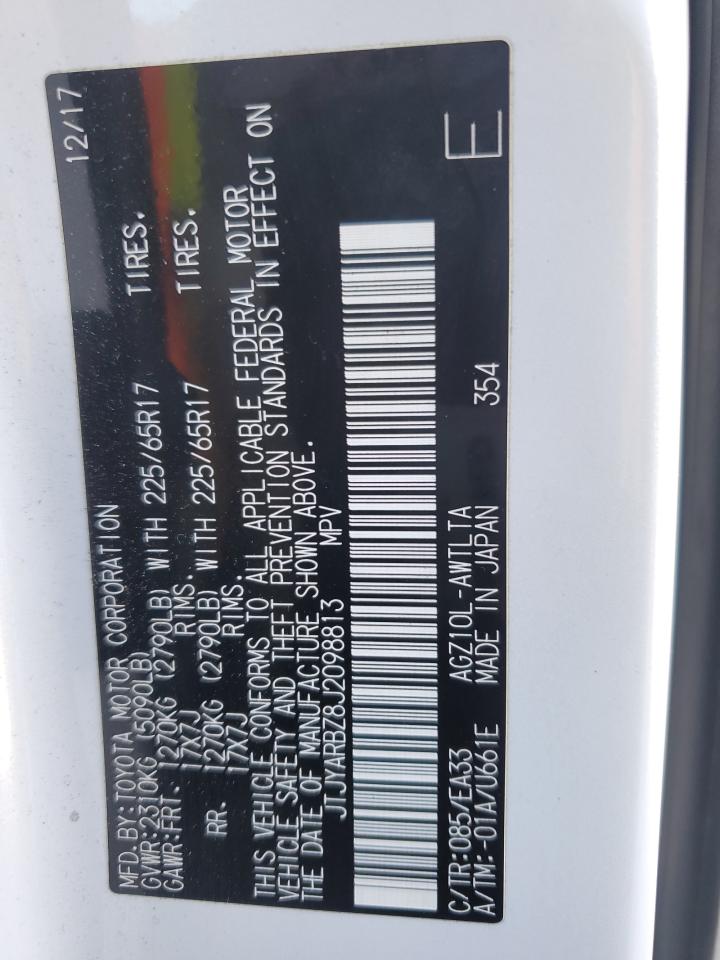 MFD.BY:TOYOTA MOTOR CORPORATION 12/17
GVWR:2310KG (5090LB)
GAWR:FRT. 1270KG (2790LB) WITH 225/65R17 TIRES.
17X7J RIMS.
RR. 1270KG (2790LB) WITH 225/65R17 TIRES.
17X7J RIMS.
THIS VEHICLE CONFORMS TO ALL APPLICABLE FEDERAL MOTOR
VEHICLE SAFETY AND THEFT PREVENTION STANDARDS IN EFFECT ON
THE DATE OF MANUFACTURE SHOWN ABOVE.
JTJYARBZ8J2098813 MPV
C/TR:085/EA33 AGZ10L-AWTLTA
A/TM:-01A/U661E MADE IN JAPAN 354 E